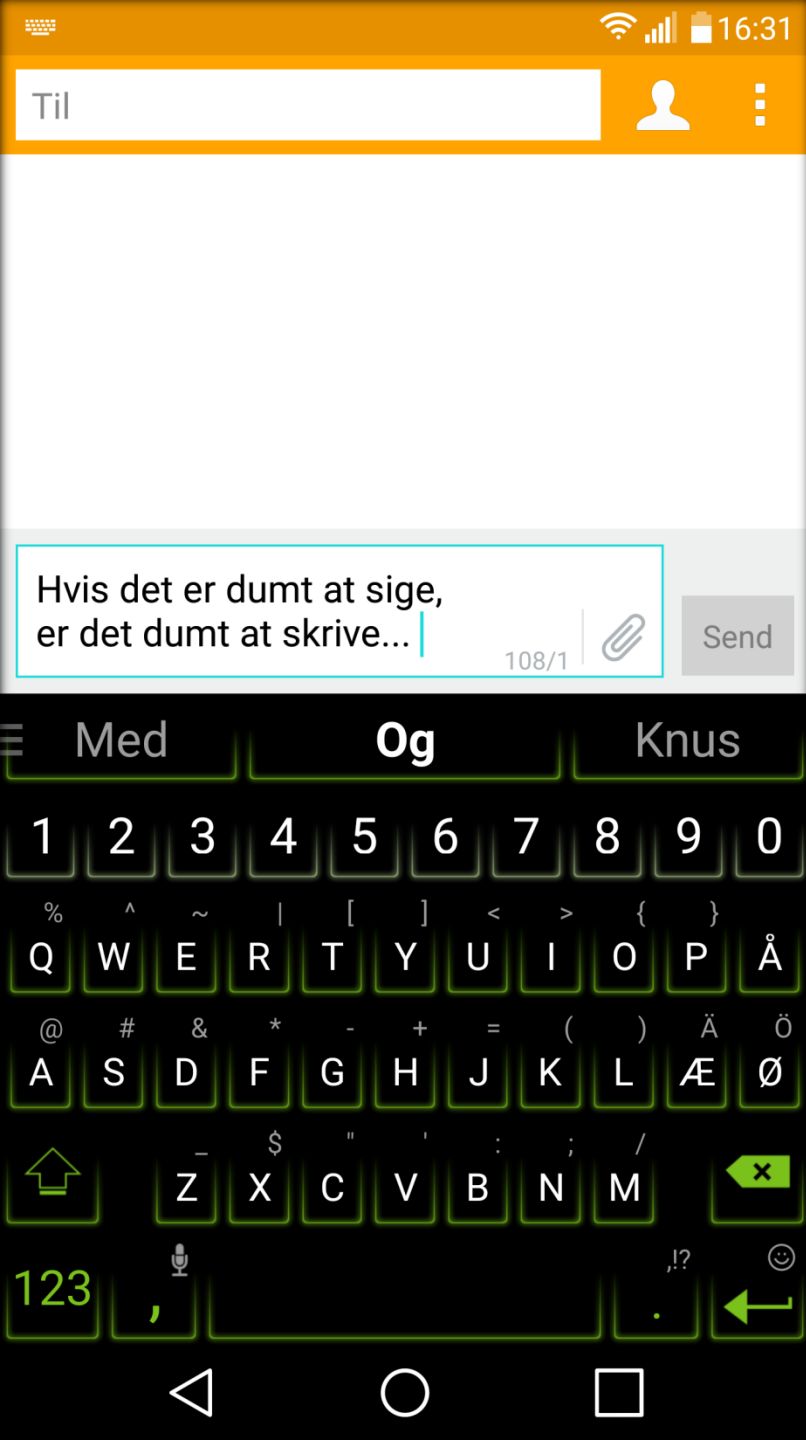 16:31
Til
Hvis det er dumt at sige,
er det dumt at skrive...
108/1
Send
Med Og Knus
1 2 3 4 5 6 7 8 9 0
% ^ ~ | [ ] < > { }
Q W E R T Y U I O P Å
@ # & * - + = ( ) Ä Ö
A S D F G H J K L Æ Ø
_ $ " ' : ; /
Z X C V B N M
,!?
123 , .